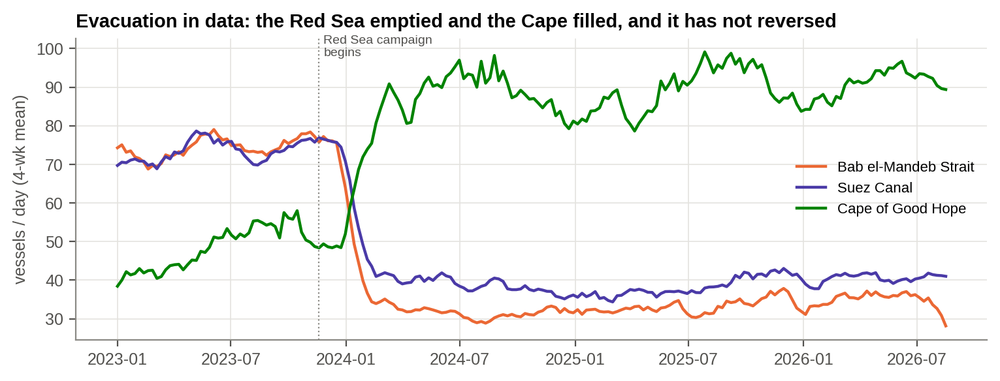 Evacuation in data: the Red Sea emptied and the Cape filled, and it has not reversed
Red Sea campaign
begins
vessels / day (4-wk mean)
100
90
80
70
60
50
40
30
Bab el-Mandeb Strait
Suez Canal
Cape of Good Hope
2023-01
2023-07
2024-01
2024-07
2025-01
2025-07
2026-01
2026-07